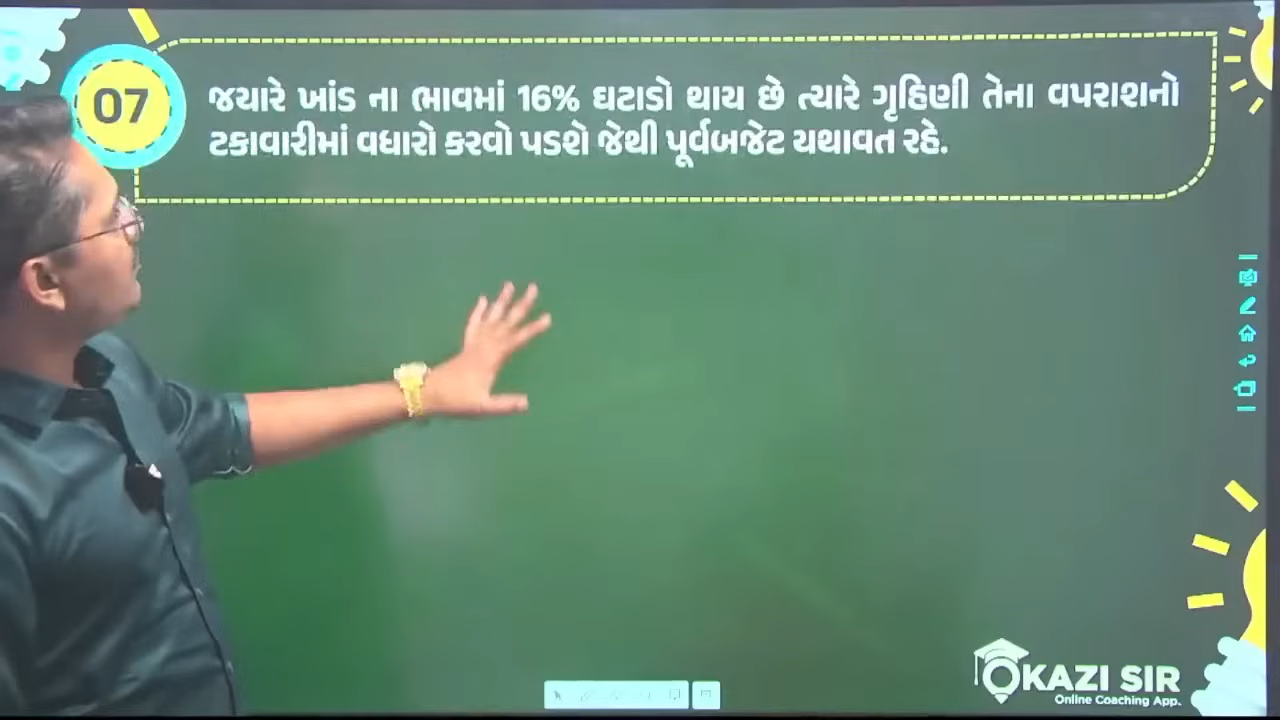 07
જયારે ખાંડ ના ભાવમાં 16% ઘટાડો થાય છે ત્યારે ગૃહિણી તેના વપરાશનો
ટકાવારીમાં વધારો કરવો પડશે જેથી પૂર્વબજેટ યથાવત રહે.
KAZI SIR
Online Coaching App.